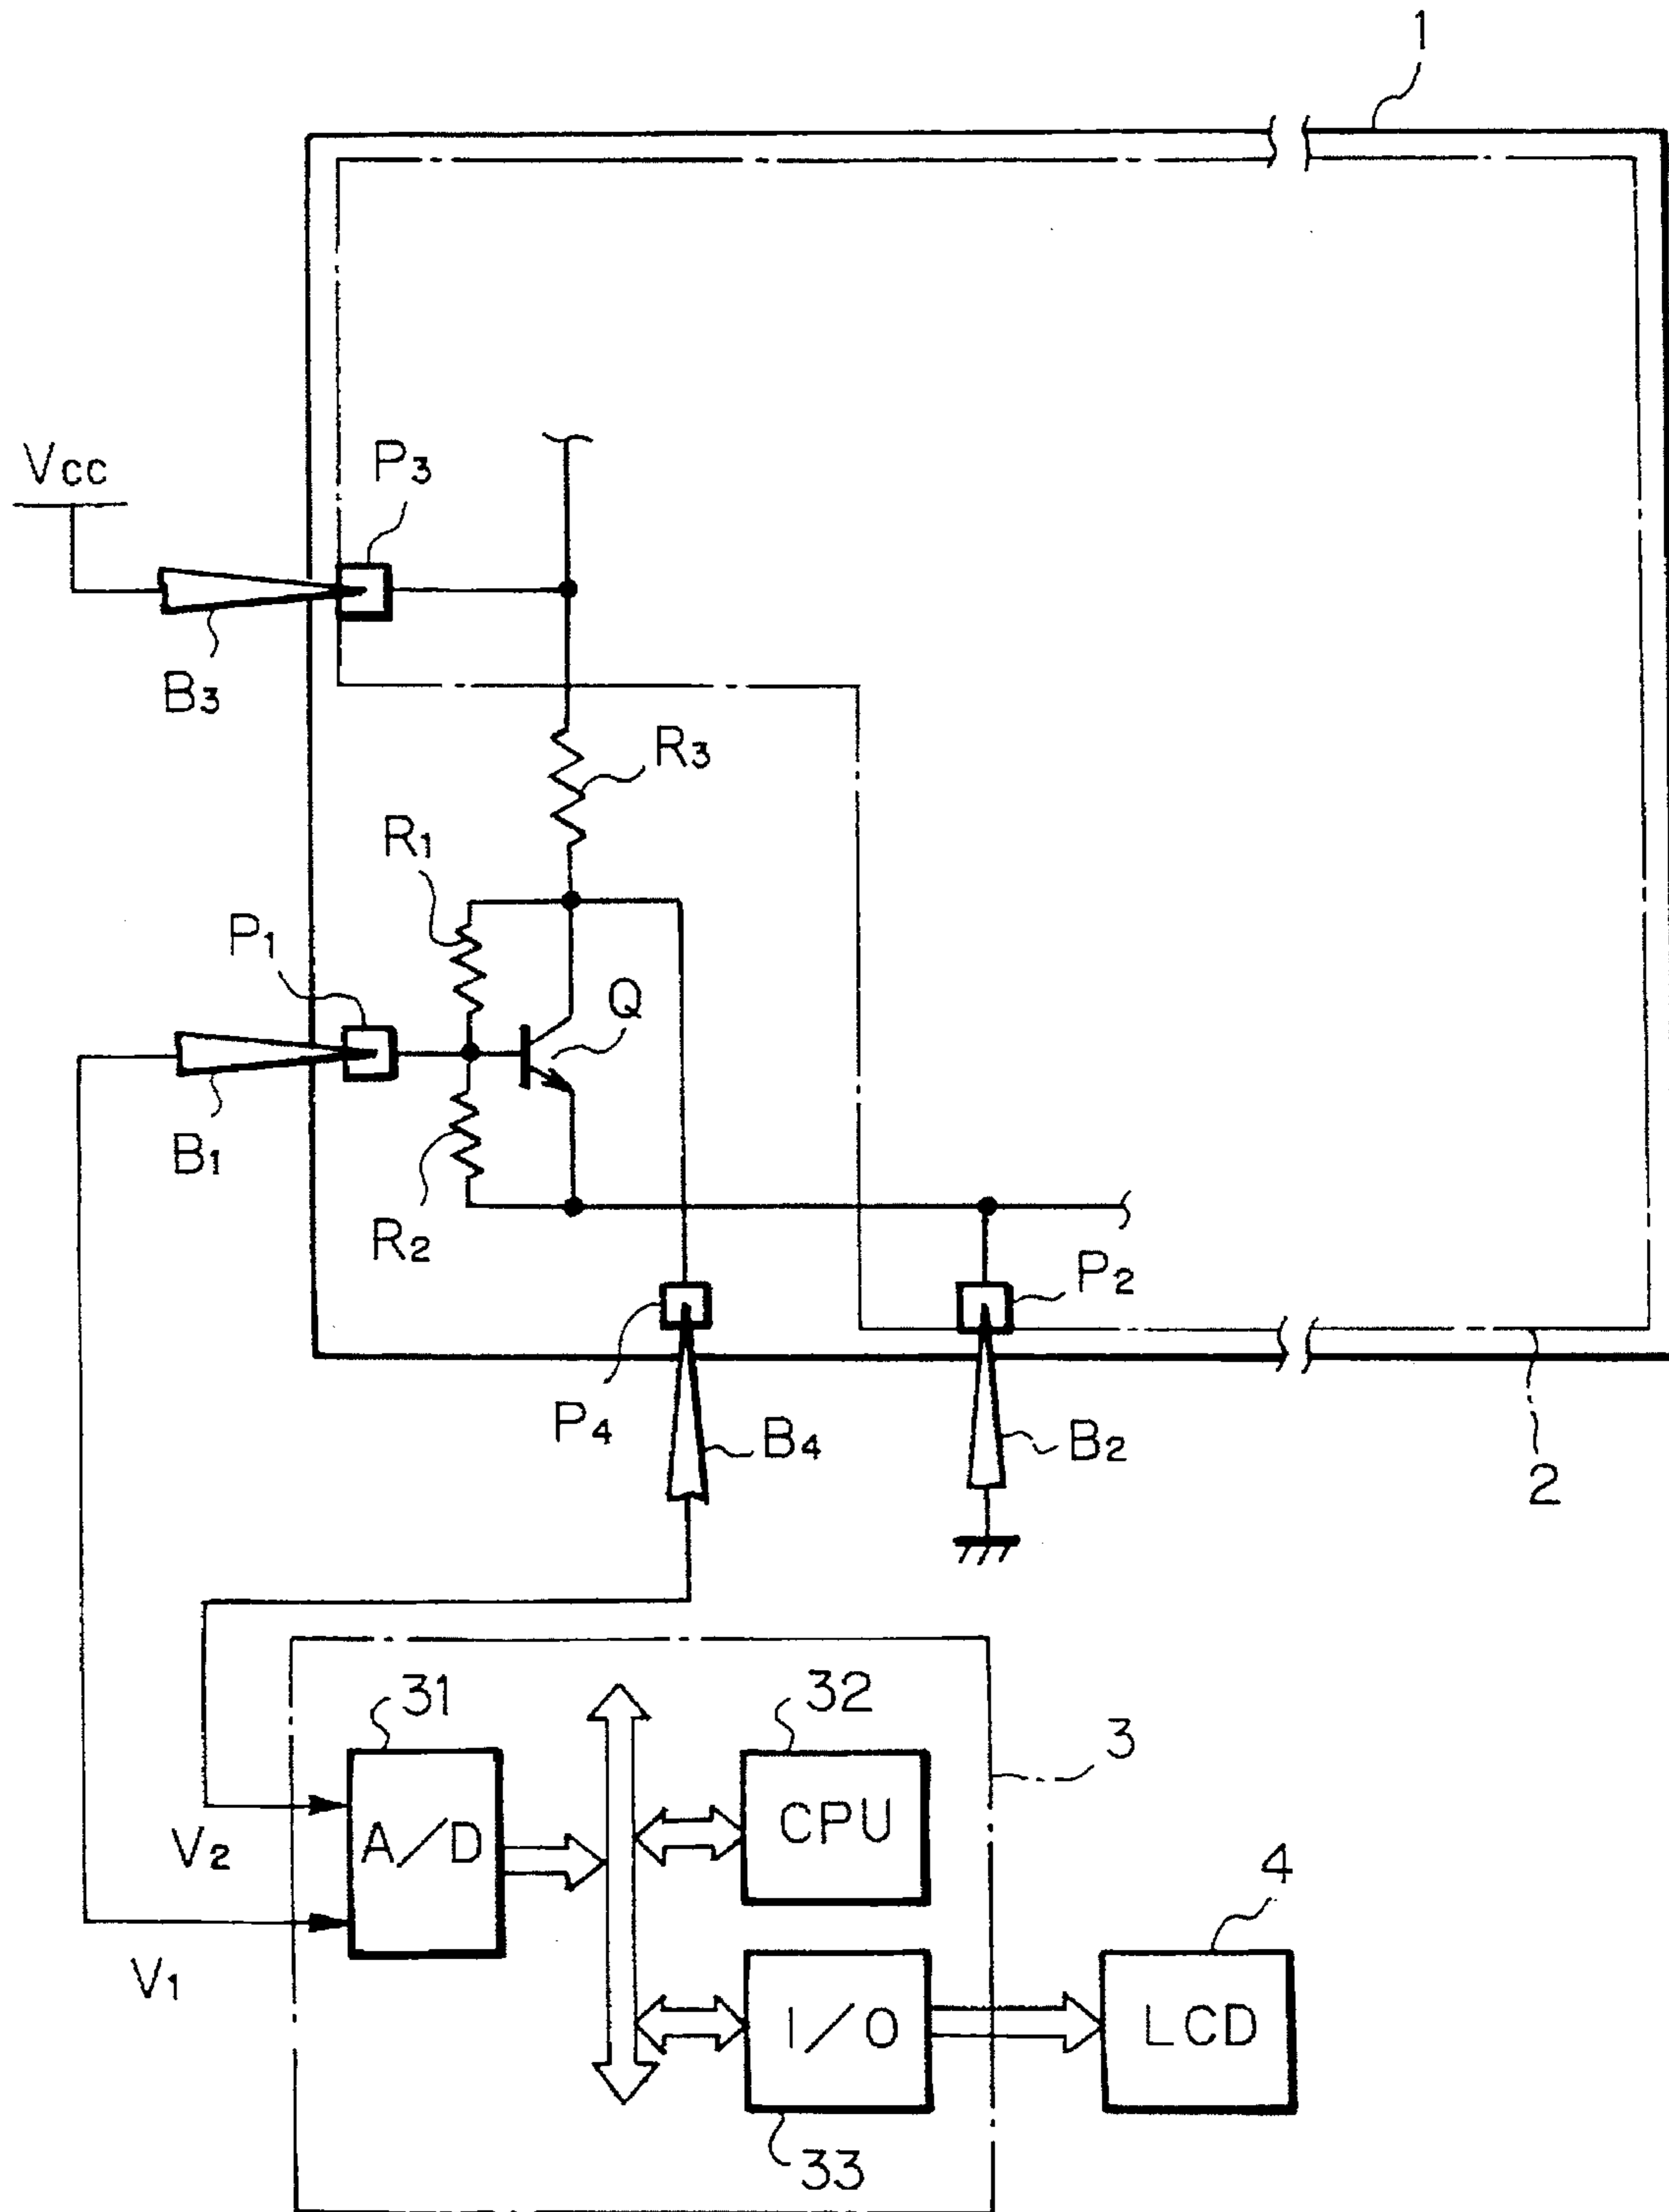 1
Vcc
P3
B3
R3
R1
P1
Q
B1
R2
P2
P4
B4
B2
2
31
32
3
A/D
CPU
V2
4
V1
I/O
LCD
33